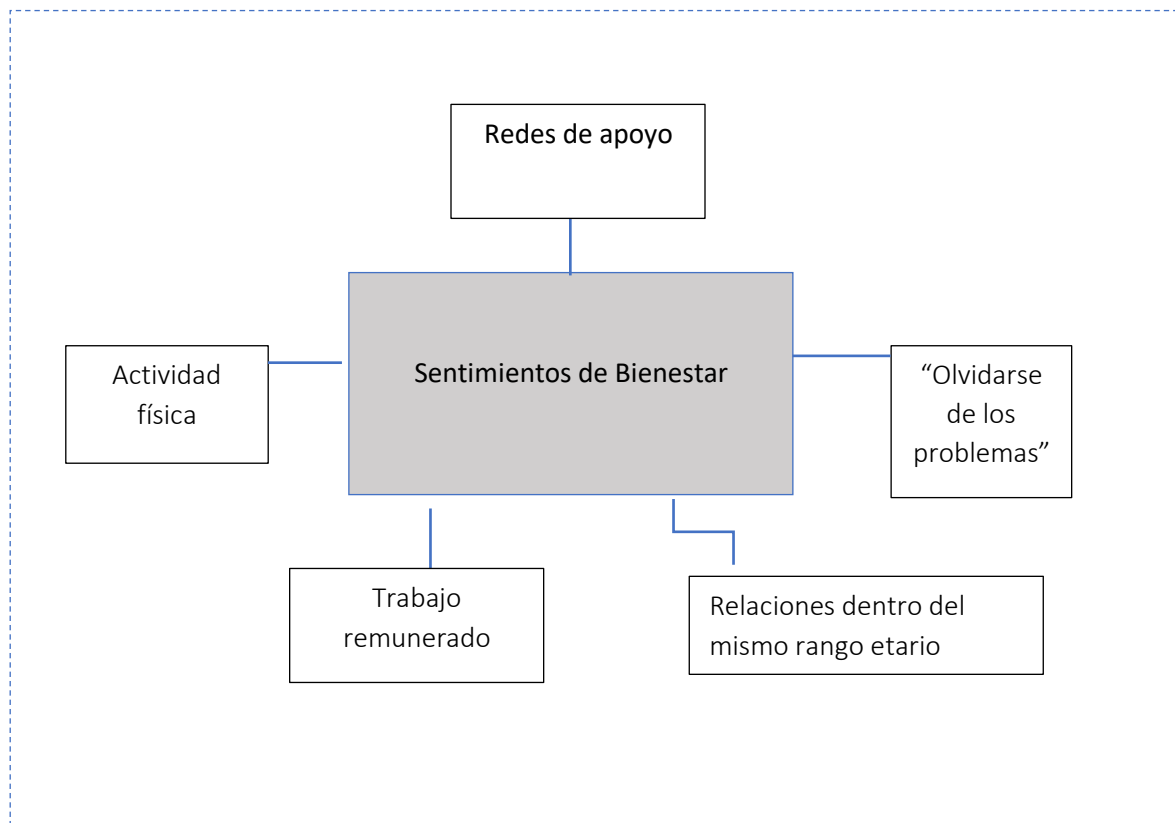 Redes de apoyo
Actividad
física
Sentimientos de Bienestar
“Olvidarse
de los
problemas”
Trabajo
remunerado
Relaciones dentro del
mismo rango etario